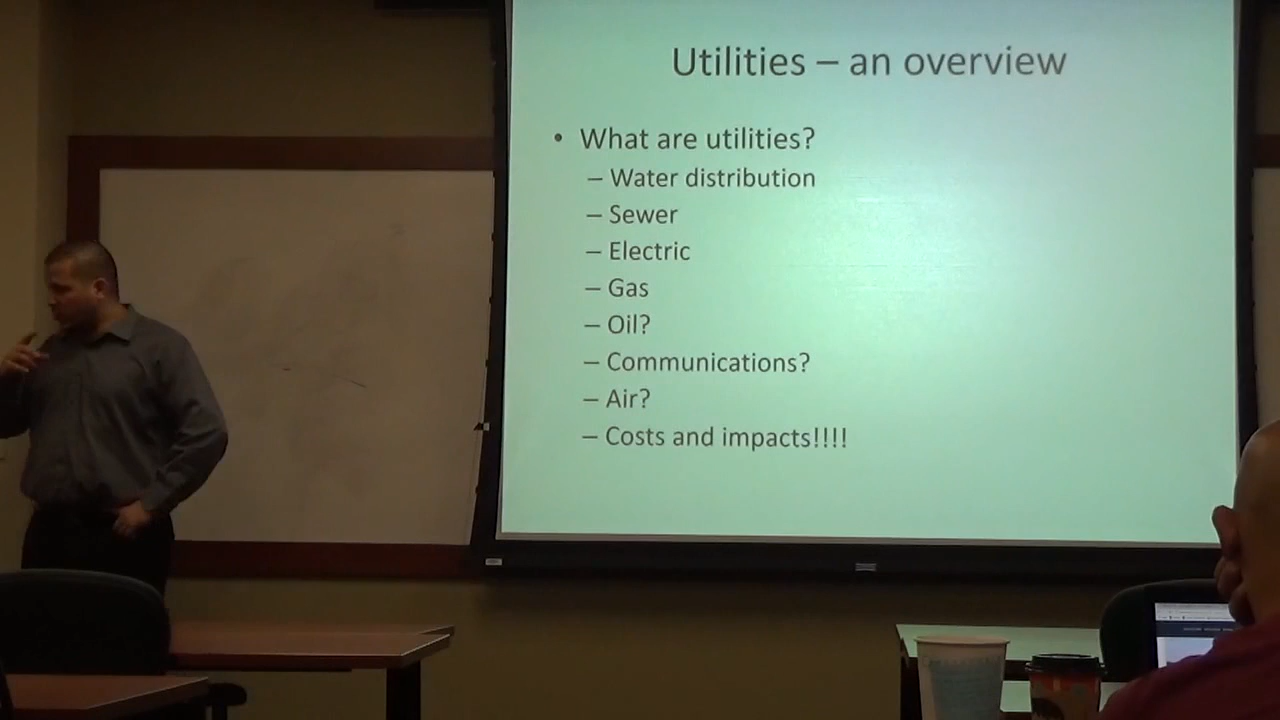 Utilities – an overview
• What are utilities?
– Water distribution
– Sewer
– Electric
– Gas
– Oil?
– Communications?
– Air?
– Costs and impacts!!!!